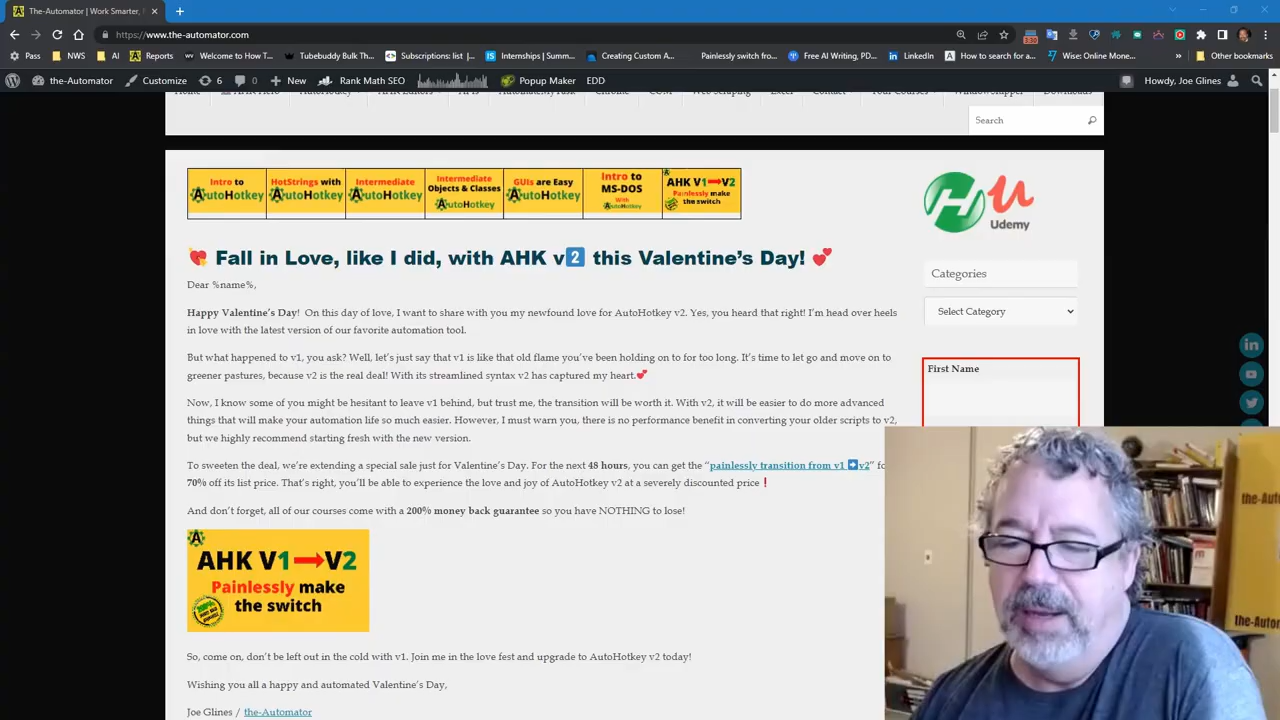 The-Automator | Work Smarter,
https://www.the-automator.com
Pass
NWS
Reports
Welcome to How T...
Tubebuddy Bulk Th...
Subscriptions: list |...
Internships | Summ...
Creating Custom A...
Painlessly switch fro...
Free AI Writing, PD...
LinkedIn
How to search for a...
Wise: Online Mone...
»
Other bookmarks
the-Automator
Customize
6
0
New
Rank Math SEO
Popup Maker
EDD
Howdy, Joe Glines
Search
Intro to
AutoHotkey
HotStrings with
AutoHotkey
Intermediate
AutoHotkey
Intermediate
Objects & Classes
AutoHotkey
GUIs are Easy
AutoHotkey
Intro to
MS-DOS
With
AutoHotkey
AHK V1→V2
Painlessly make
the switch
Udemy
💘 Fall in Love, like I did, with AHK v2️⃣ this Valentine's Day! 💕
Dear %name%,
Happy Valentine's Day! On this day of love, I want to share with you my newfound love for AutoHotkey v2. Yes, you heard that right! I'm head over heels
in love with the latest version of our favorite automation tool.
But what happened to v1, you ask? Well, let's just say that v1 is like that old flame you've been holding on to for too long. It's time to let go and move on to
greener pastures, because v2 is the real deal! With its streamlined syntax v2 has captured my heart.💕
Now, I know some of you might be hesitant to leave v1 behind, but trust me, the transition will be worth it. With v2, it will be easier to do more advanced
things that will make your automation life so much easier. However, I must warn you, there is no performance benefit in converting your older scripts to v2,
but we highly recommend starting fresh with the new version.
To sweeten the deal, we're extending a special sale just for Valentine's Day. For the next 48 hours, you can get the "painlessly transition from v1 ➡️v2"
70% off its list price. That's right, you'll be able to experience the love and joy of AutoHotkey v2 at a severely discounted price❗
And don't forget, all of our courses come with a 200% money back guarantee so you have NOTHING to lose!
AHK V1→V2
Painlessly make
the switch
So, come on, don't be left out in the cold with v1. Join me in the love fest and upgrade to AutoHotkey v2 today!
Wishing you all a happy and automated Valentine's Day,
Joe Glines / the-Automator
Categories
Select Category
First Name
the-Aut